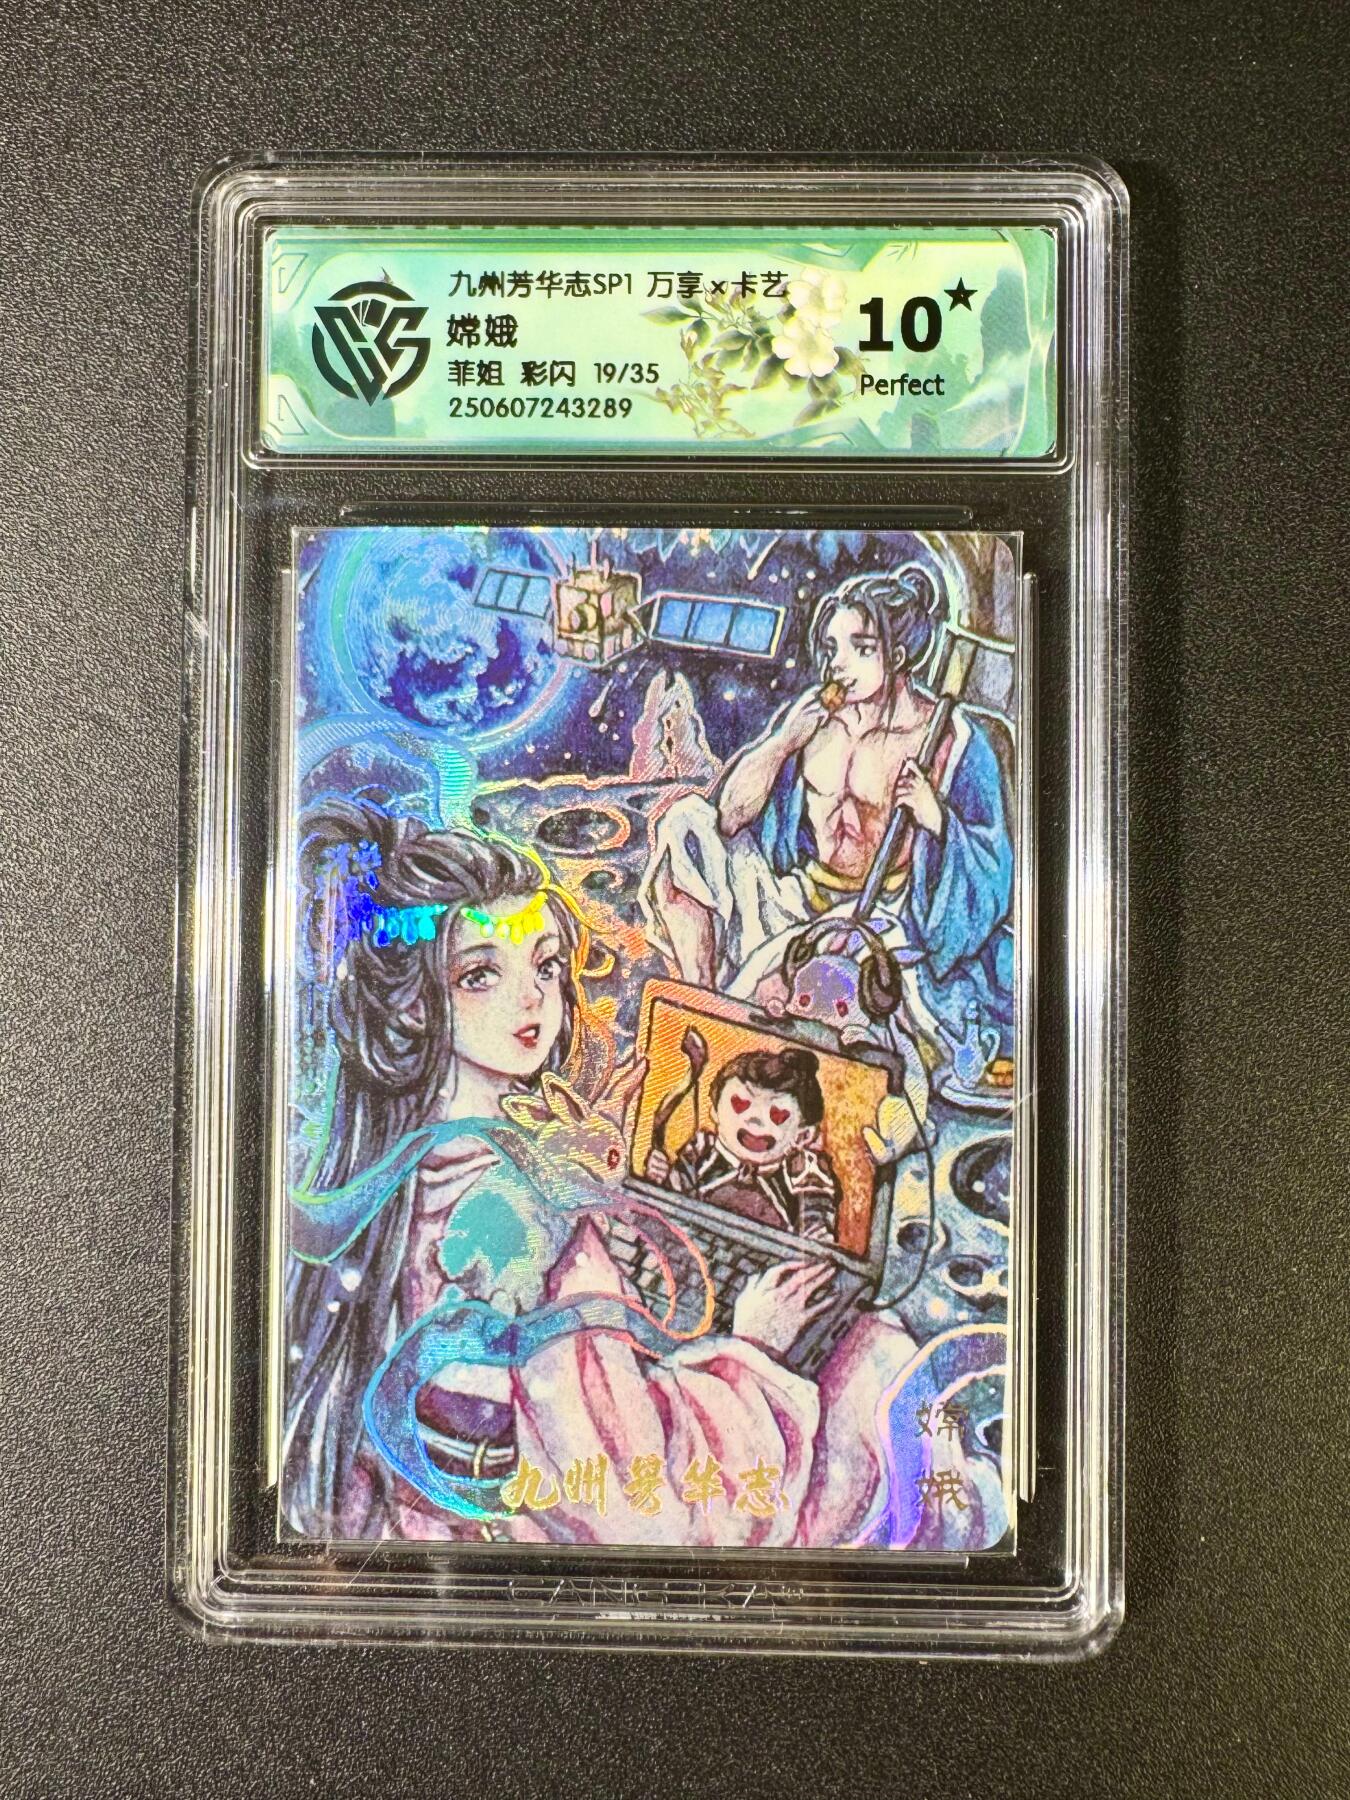 九州芳华志SP1 万享×卡艺
嫦娥
菲姐 彩闪 19/35
250607243289
10★
Perfect
九州芳华志
嫦娥